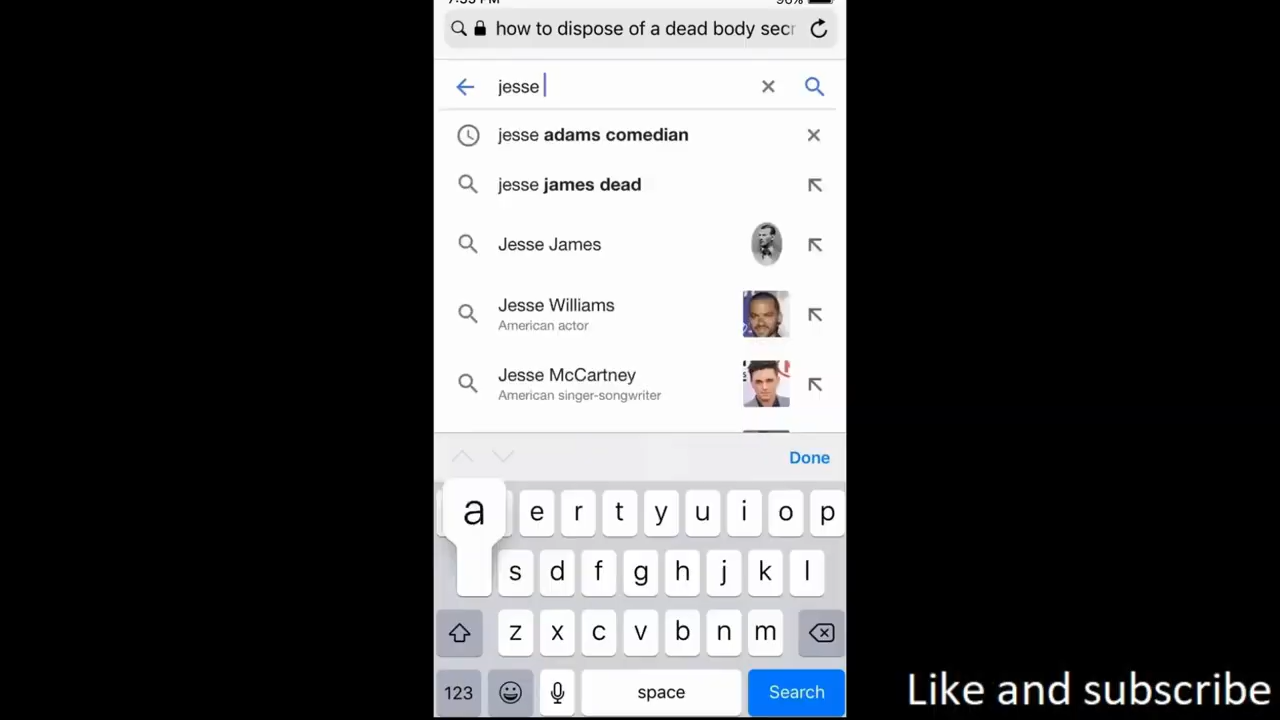 how to dispose of a dead body secr
jesse
jesse adams comedian
jesse james dead
Jesse James
Jesse Williams
American actor
Jesse McCartney
American singer-songwriter
Done
a e r t y u i o p
s d f g h j k l
z x c v b n m
123 space Search
Like and subscribe